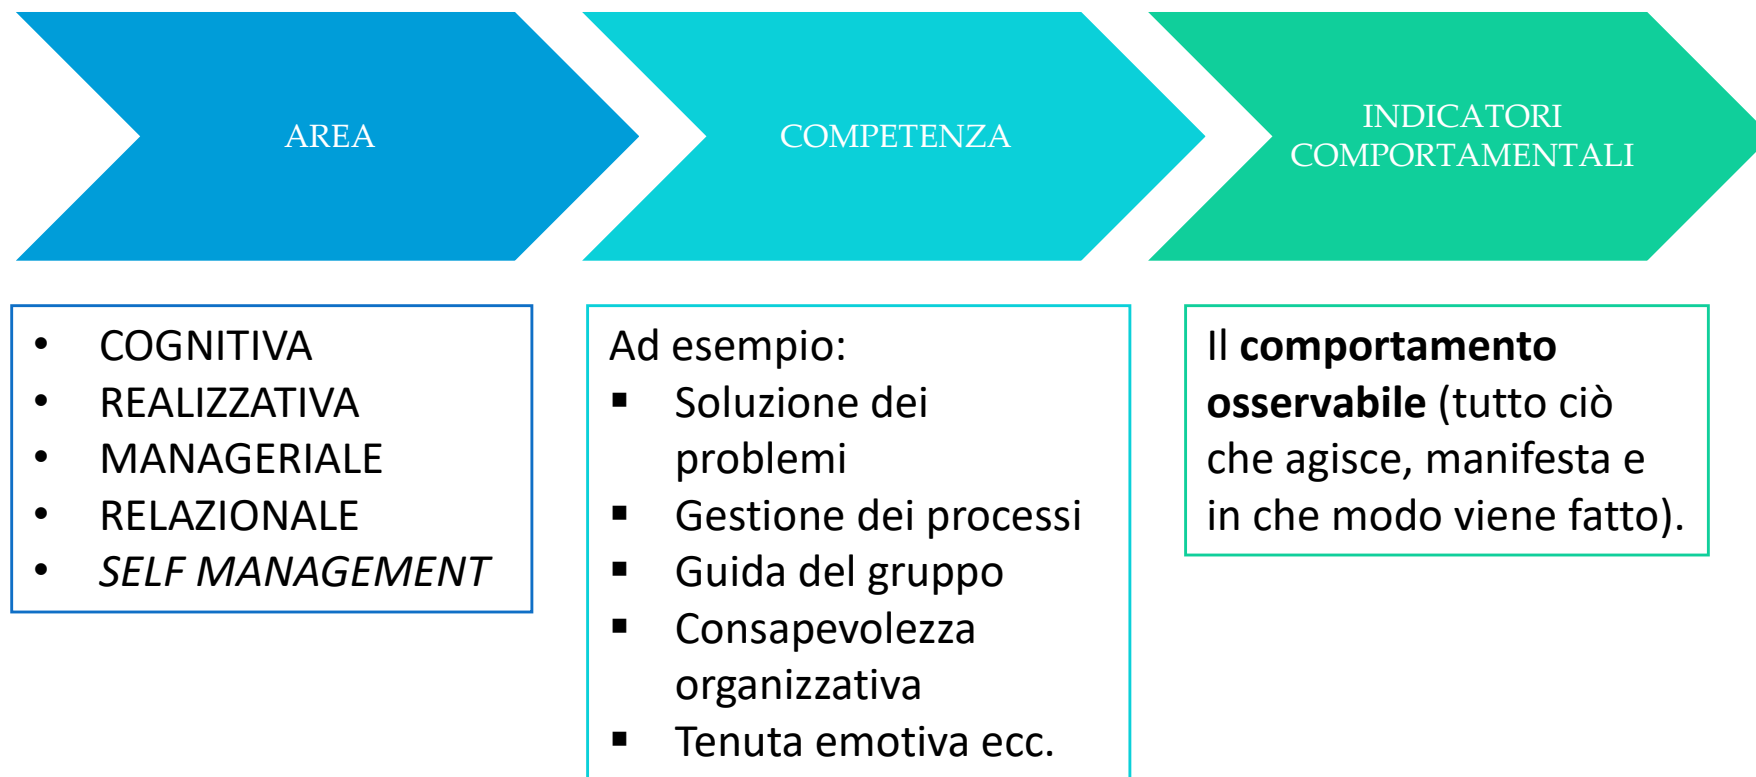 AREA
COMPETENZA
INDICATORI
COMPORTAMENTALI
• COGNITIVA
• REALIZZATIVA
• MANAGERIALE
• RELAZIONALE
• SELF MANAGEMENT
Ad esempio:
▪ Soluzione dei
problemi
▪ Gestione dei processi
▪ Guida del gruppo
▪ Consapevolezza
organizzativa
▪ Tenuta emotiva ecc.
Il comportamento
osservabile (tutto ciò
che agisce, manifesta e
in che modo viene fatto).